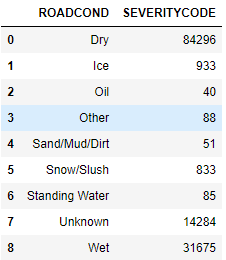 ROADCOND SEVERITYCODE
0 Dry 84296
1 Ice 933
2 Oil 40
3 Other 88
4 Sand/Mud/Dirt 51
5 Snow/Slush 833
6 Standing Water 85
7 Unknown 14284
8 Wet 31675